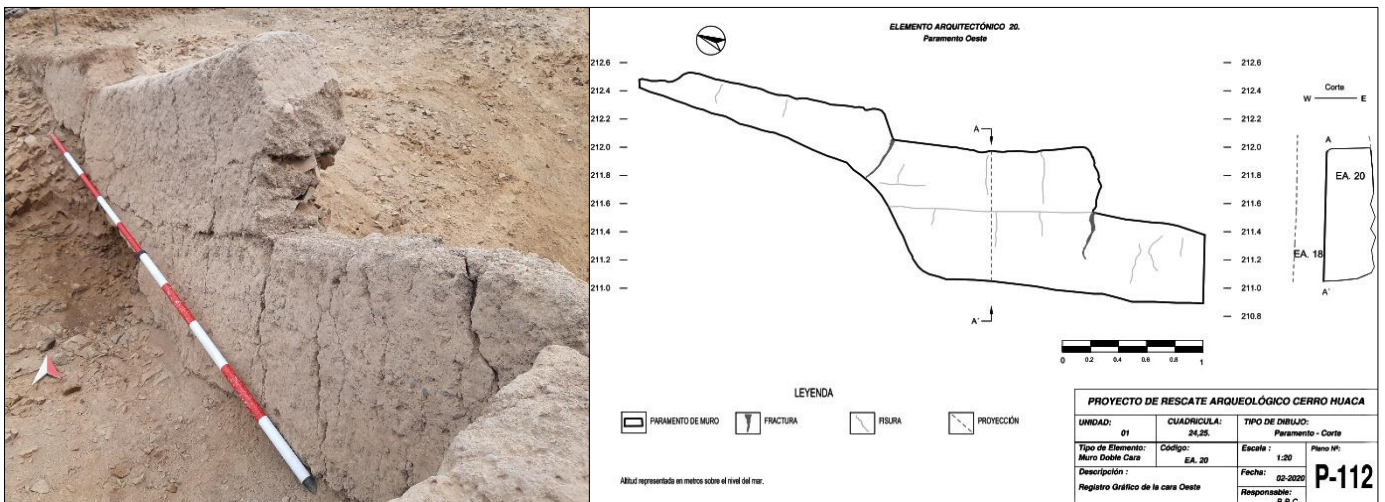 ELEMENTO ARQUITECTÓNICO 20.
Paramento Oeste
212.6
212.4
212.2
212.0
211.8
211.6
211.4
211.2
211.0
212.6
212.4
212.2
212.0
211.8
211.6
211.4
211.2
211.0
210.8
A
A'
Corte
W E
A
EA. 20
EA. 18
A'
0 0.2 0.4 0.6 0.8 1
LEYENDA
PARAMENTO DE MURO FRACTURA FISURA PROYECCIÓN
Altitud representada en metros sobre el nivel del mar.
PROYECTO DE RESCATE ARQUEOLÓGICO CERRO HUACA
UNIDAD: CUADRICULA: TIPO DE DIBUJO:
01 24,25. Paramento - Corte
Tipo de Elemento: Código: Escala : Plano Nº:
Muro Doble Cara EA. 20 1:20
Descripción : Fecha: P-112
Registro Gráfico de la cara Oeste 02-2020
Responsable: